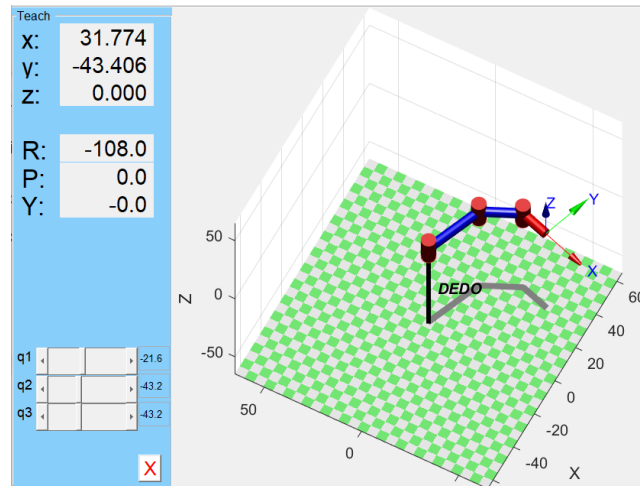 Teach
x: 31.774
y: -43.406
z: 0.000
R: -108.0
P: 0.0
Y: -0.0
q1 -21.6
q2 -43.2
q3 -43.2
X
Z
50
0
-50
50
0
X
-40
-20
0
20
40
60
DEDO
Z
Y
X